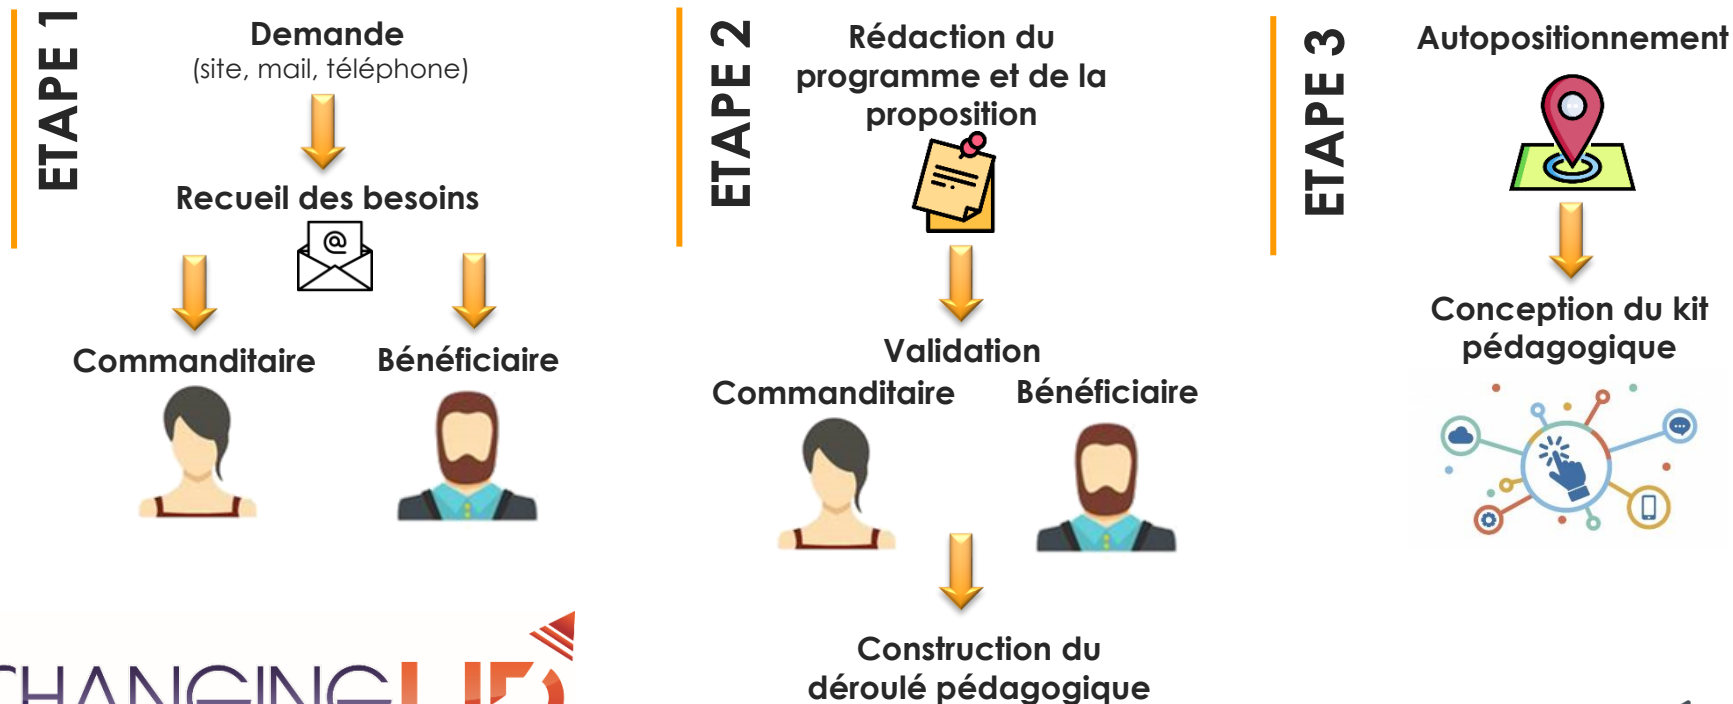 ETAPE 1
Demande
(site, mail, téléphone)
Recueil des besoins
@
Commanditaire
Bénéficiaire
ETAPE 2
Rédaction du
programme et de la
proposition
Validation
Commanditaire
Bénéficiaire
Construction du
déroulé pédagogique
ETAPE 3
Autopositionnement
Conception du kit
pédagogique
CHANGINGUP